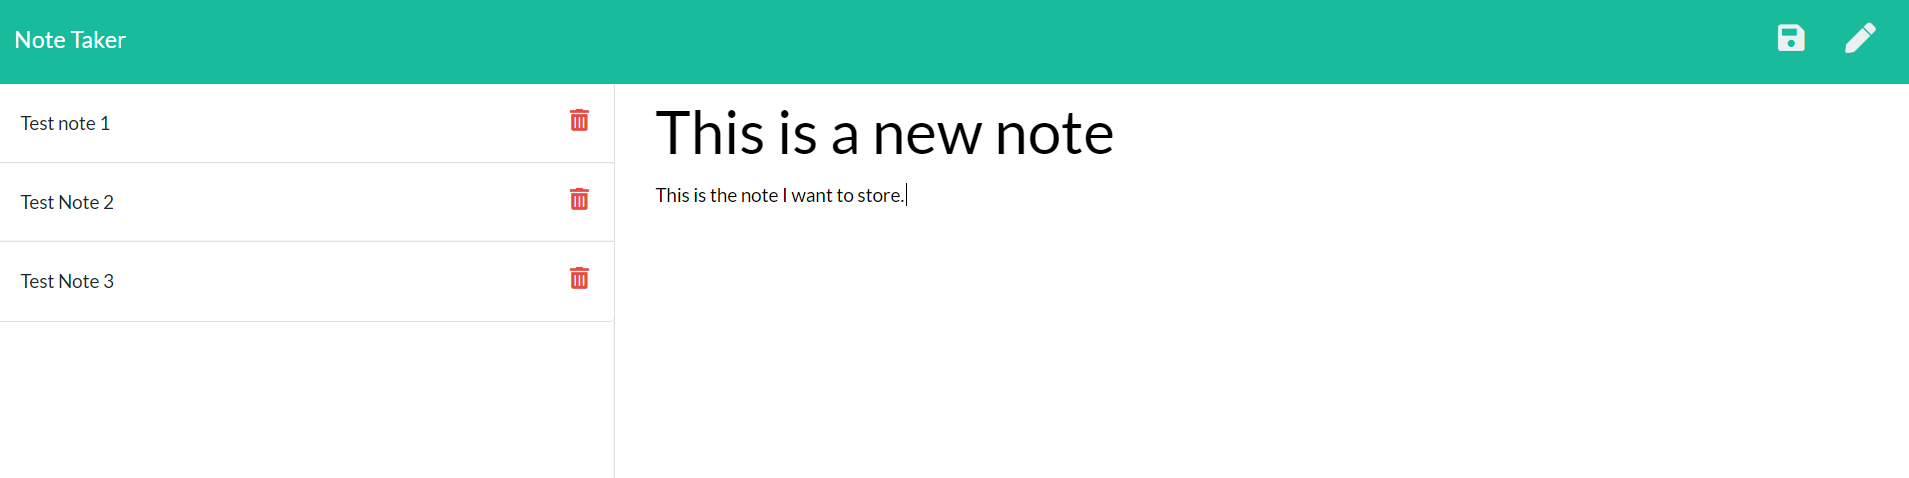 Note Taker
Test note 1
Test Note 2
Test Note 3
This is a new note
This is the note I want to store.